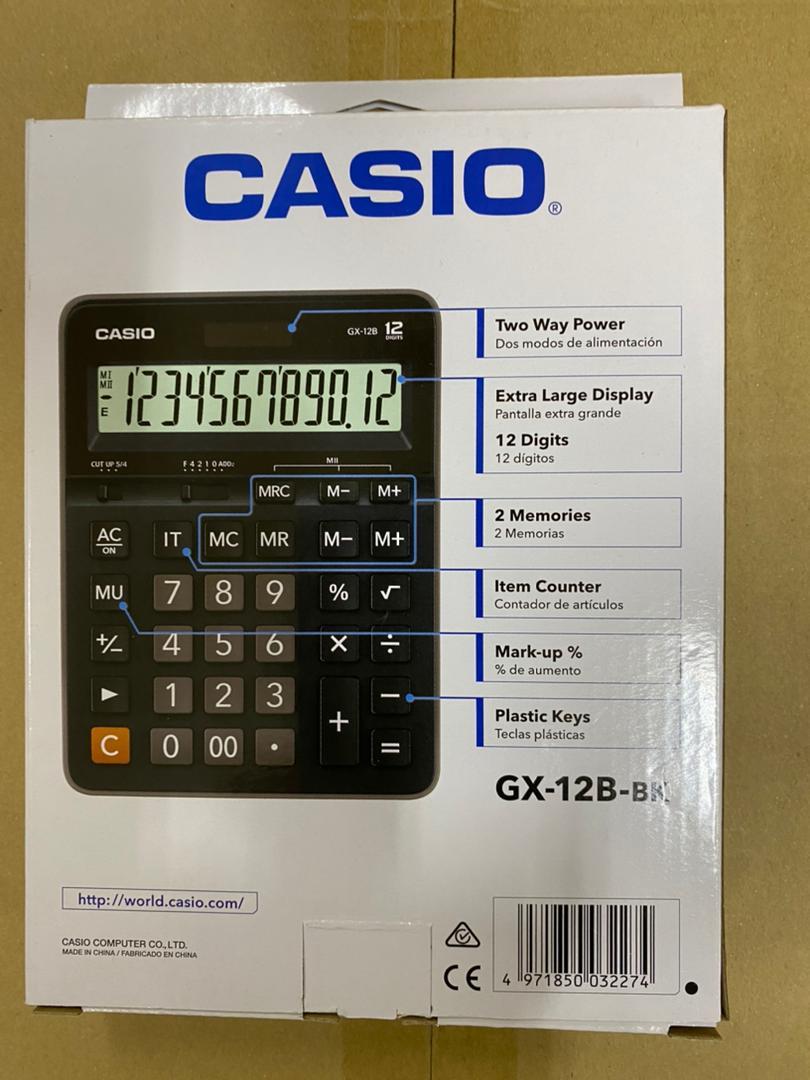 CASIO®
CASIO
GX-12B 12
DIGITS
MI
MII
-
E
1'234'567'890.12
CUT UP 5/4
F 4 2 1 0 ADD₂
MII
MRC M− M+
AC
ON
IT MC MR M− M+
MU 7 8 9 % √
+/− 4 5 6 × ÷
► 1 2 3 + −
C 0 00 · =
Two Way Power
Dos modos de alimentación
Extra Large Display
Pantalla extra grande
12 Digits
12 dígitos
2 Memories
2 Memorias
Item Counter
Contador de artículos
Mark-up %
% de aumento
Plastic Keys
Teclas plásticas
GX-12B-BK
http://world.casio.com/
CASIO COMPUTER CO.,LTD.
MADE IN CHINA / FABRICADO EN CHINA
CE
4 971850 032274